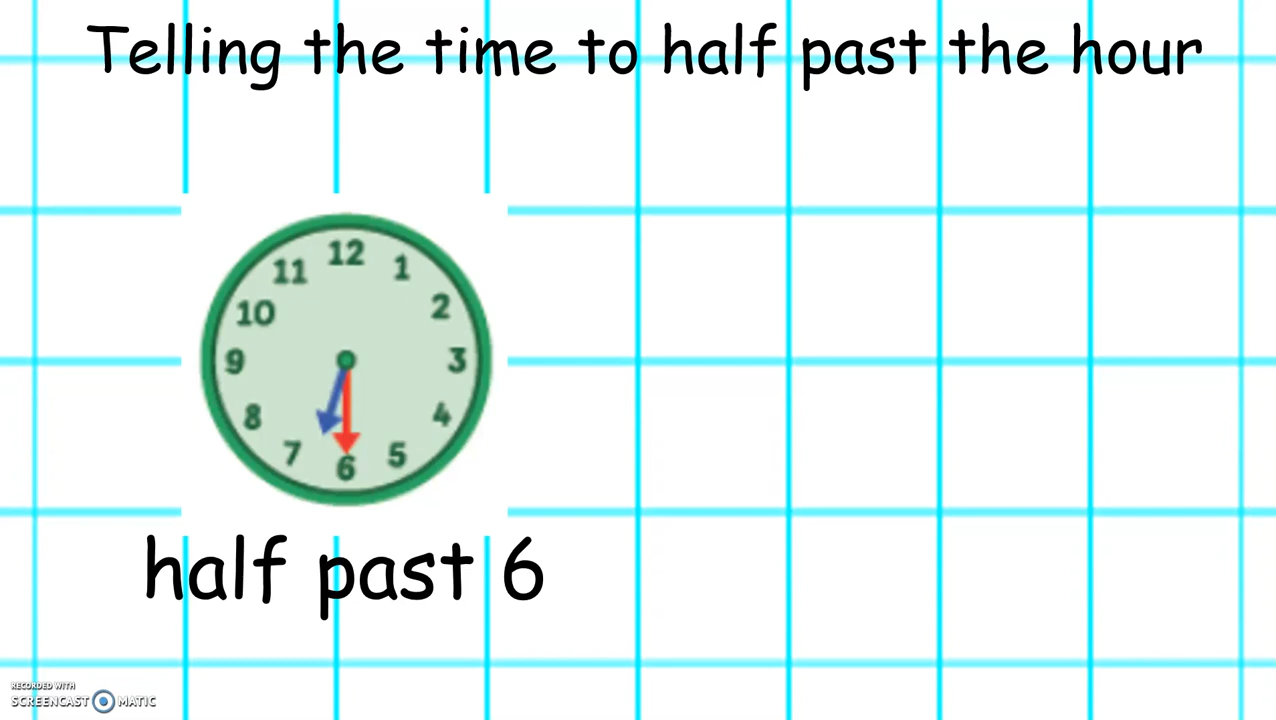 Telling the time to half past the hour
12
11 1
10 2
9 3
8 4
7 5
6
half past 6
RECORDED WITH
SCREENCAST MATIC